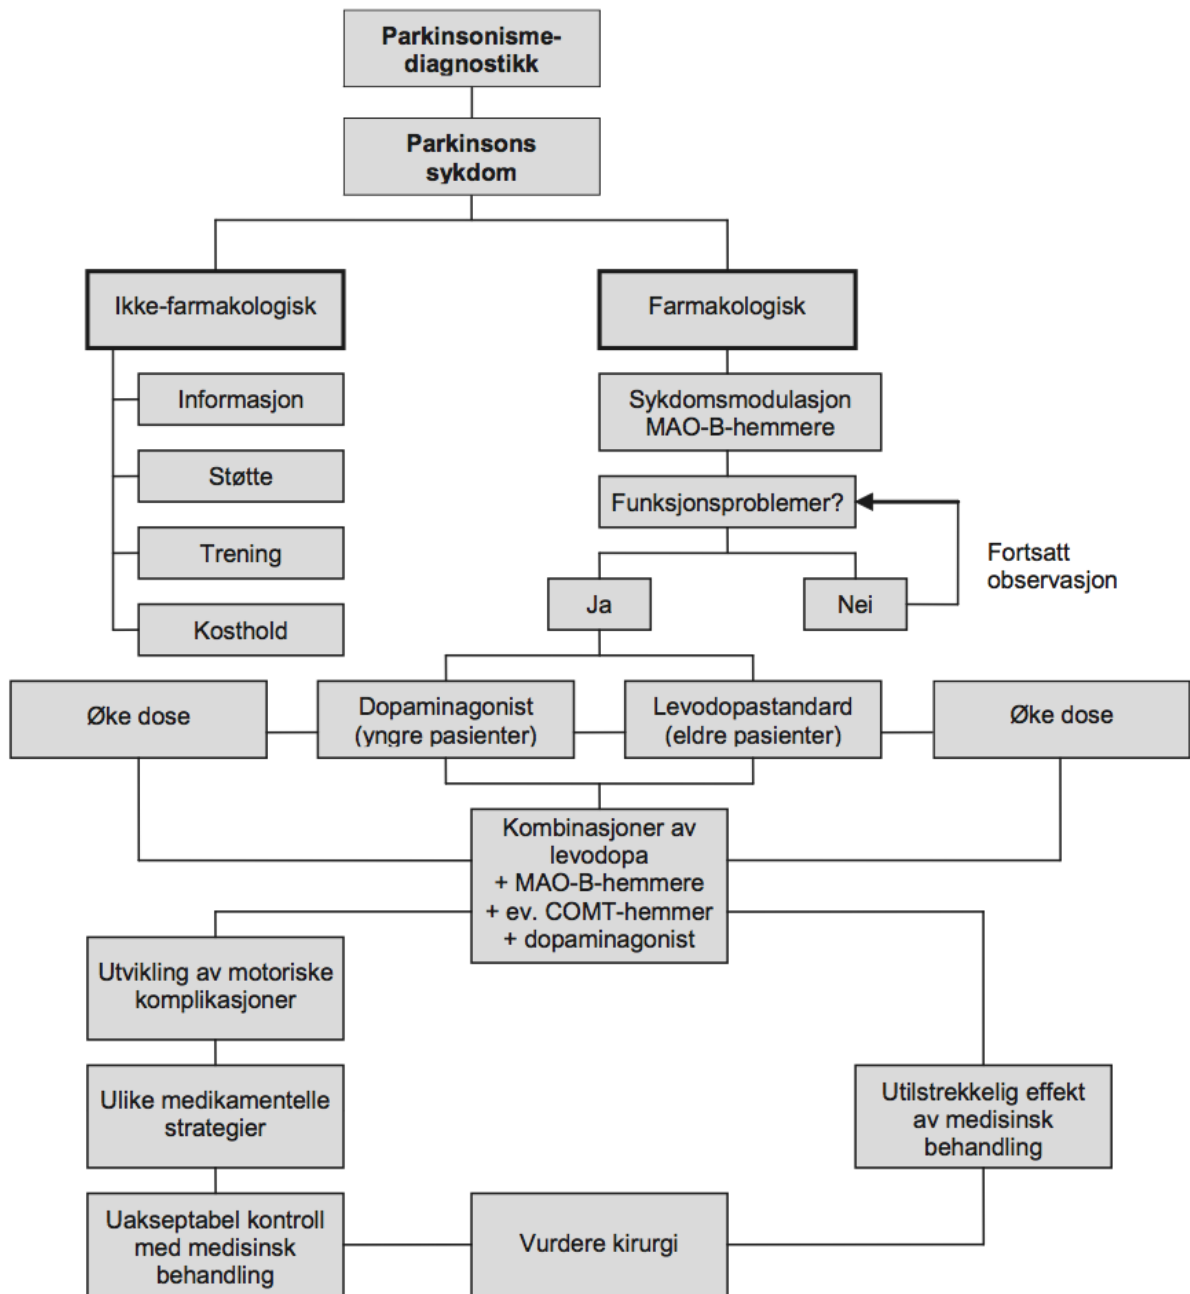 Parkinsonisme-
diagnostikk
Parkinsons
sykdom
Ikke-farmakologisk
Farmakologisk
Informasjon
Støtte
Trening
Kosthold
Sykdomsmodulasjon
MAO-B-hemmere
Funksjonsproblemer?
Fortsatt
observasjon
Ja
Nei
Øke dose
Dopaminagonist
(yngre pasienter)
Levodopastandard
(eldre pasienter)
Øke dose
Kombinasjoner av
levodopa
+ MAO-B-hemmere
+ ev. COMT-hemmer
+ dopaminagonist
Utvikling av motoriske
komplikasjoner
Ulike medikamentelle
strategier
Uakseptabel kontroll
med medisinsk
behandling
Vurdere kirurgi
Utilstrekkelig effekt
av medisinsk
behandling